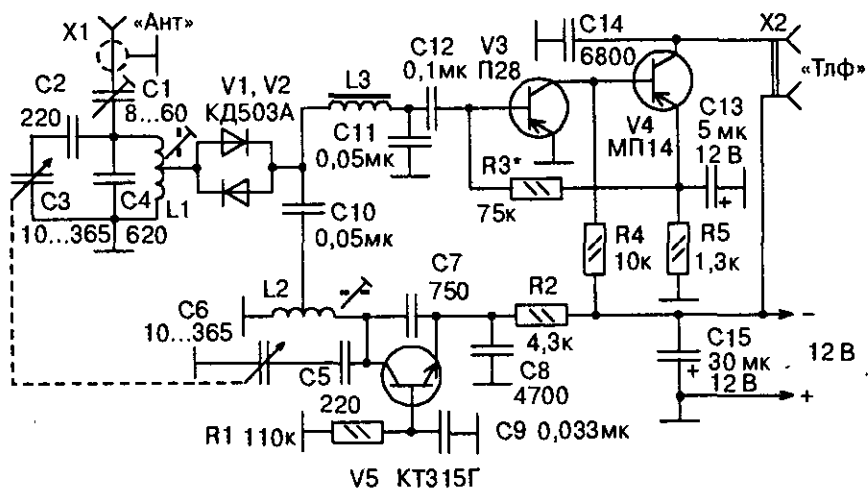 X1
«Ант»
C2
220
C1
8...60
V1, V2
КД503А
L3
C12
0,1мк
V3
П28
C14
6800
X2
«Тлф»
C11
0,05мк
V4
МП14
C13
5 мк
12 В
+
C3
10...365
C4
620
L1
C10
0,05мк
R3*
75к
R4
10к
R5
1,3к
C6
10...365
L2
C7
750
R2
4,3к
C5
220
C8
4700
C15
30 мк
12 В
+
−
12 В
+
R1 110к
C9 0,033мк
V5 КТ315Г